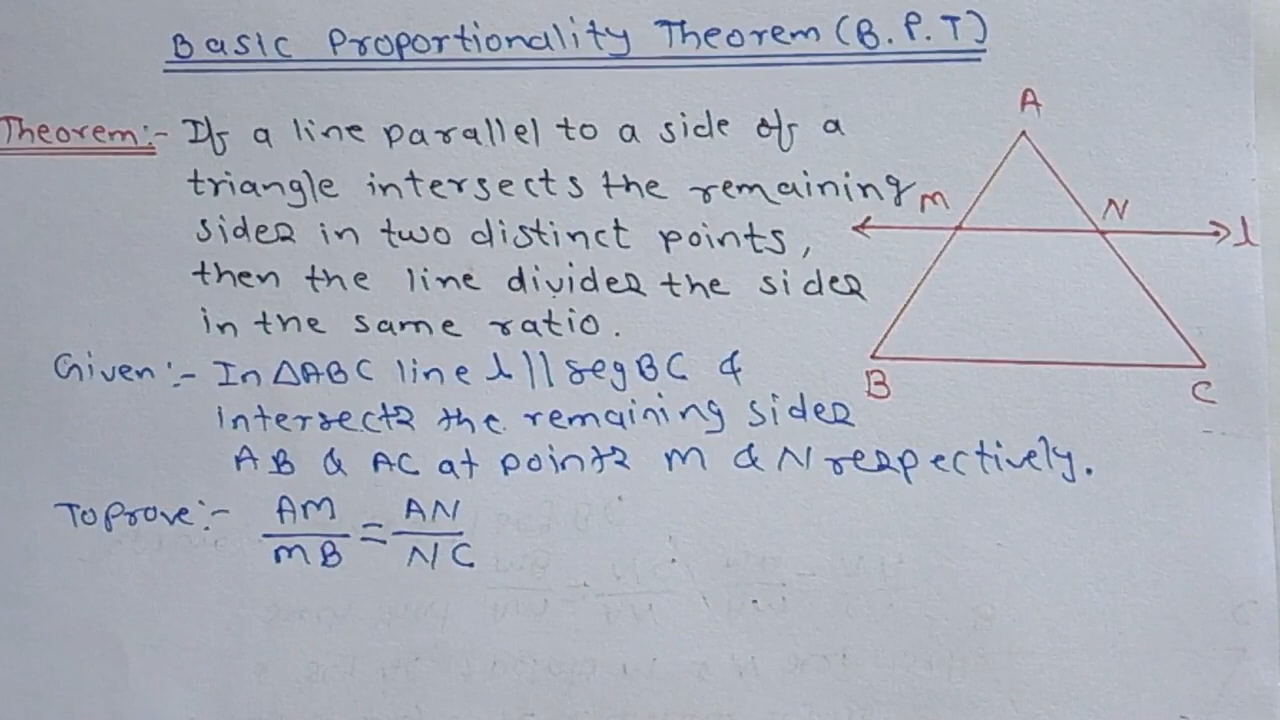 Basic Proportionality Theorem (B.P.T)
Theorem:- If a line parallel to a side of a
triangle intersects the remaining
sides in two distinct points,
then the line divides the sides
in the same ratio.
A
M
N
l
B
C
Given:- In ΔABC line l || seg BC &
intersects the remaining sides
AB & AC at points M & N respectively.
To Prove:- AM/MB = AN/NC